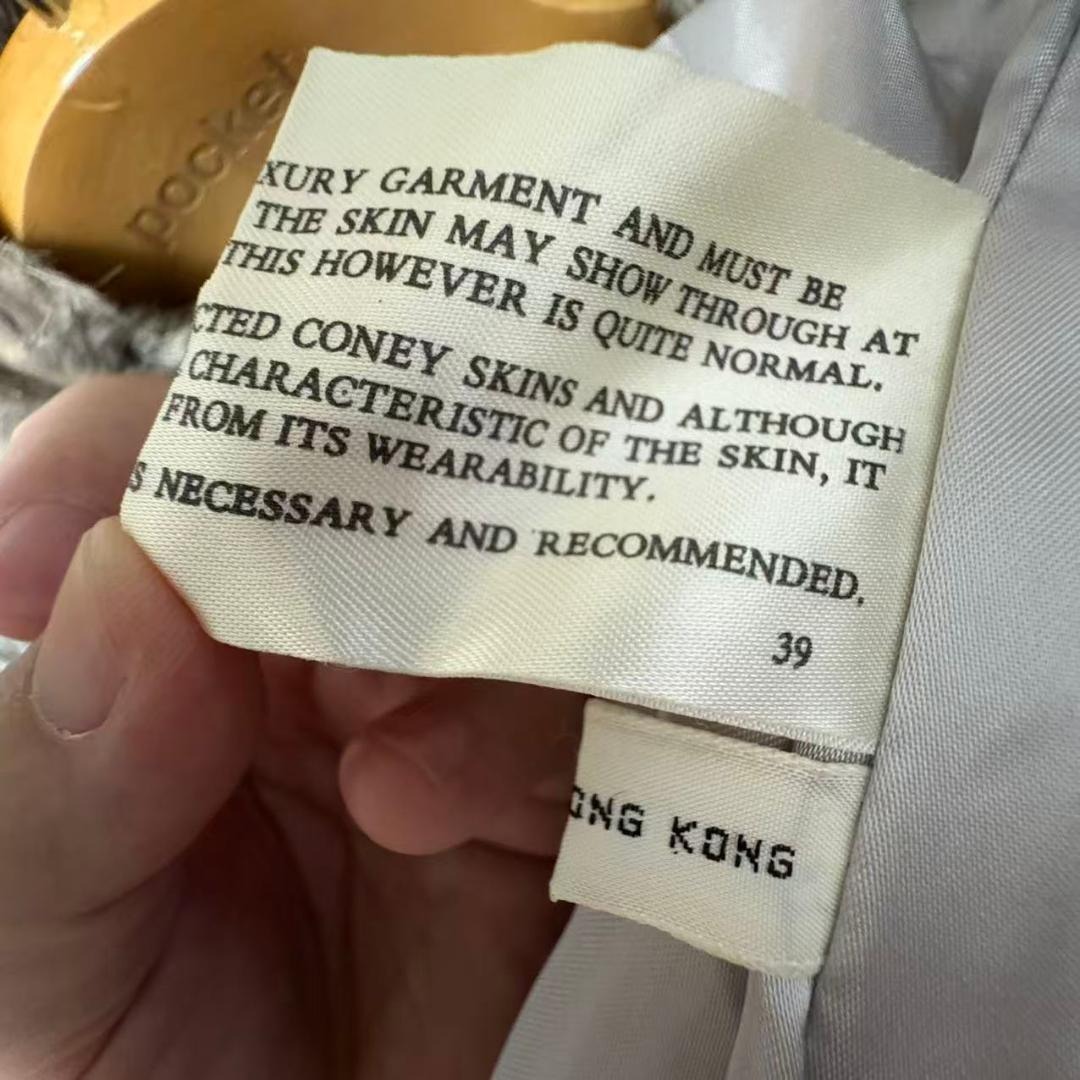 pocket
XURY GARMENT AND MUST BE
THE SKIN MAY SHOW THROUGH AT
THIS HOWEVER IS QUITE NORMAL.
CTED CONEY SKINS AND ALTHOUGH
CHARACTERISTIC OF THE SKIN, IT
FROM ITS WEARABILITY.
S NECESSARY AND RECOMMENDED.
39
ONG KONG